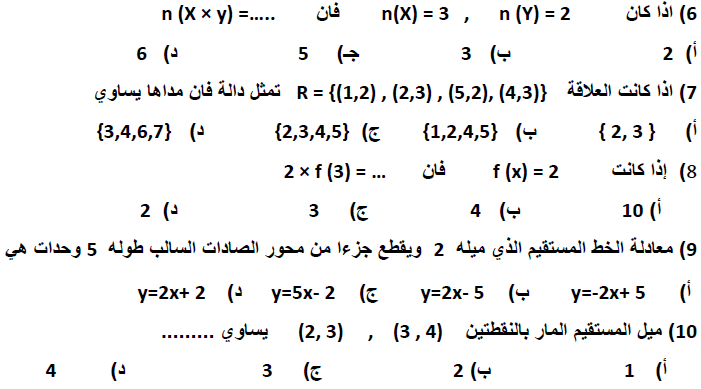 6) اذا كان n(X) = 3 , n (Y) = 2 فان n (X × y) =…..
أ) 2 ب) 3 جـ) 5 د) 6
7) اذا كانت العلاقة R = {(1,2) , (2,3) , (5,2), (4,3)} تمثل دالة فان مداها يساوي
أ) { 2, 3 } ب) {1,2,4,5} ج) {2,3,4,5} د) {3,4,6,7}
8) إذا كانت f (x) = 2 فان 2 × f (3) = …
أ) 10 ب) 4 ج) 3 د) 2
9) معادلة الخط المستقيم الذي ميله 2 ويقطع جزءا من محور الصادات السالب طوله 5 وحدات هي
أ) y=-2x+ 5 ب) y=2x- 5 ج) y=5x- 2 د) y=2x+ 2
10) ميل المستقيم المار بالنقطتين (3 , 4) , (2, 3) يساوي .........
أ) 1 ب) 2 ج) 3 د) 4